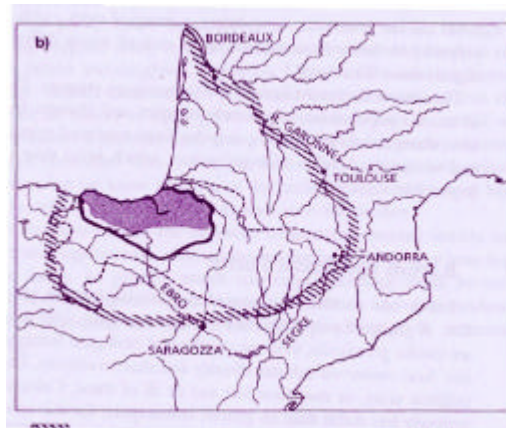 b)
BORDEAUX
R. GARONNE
TOULOUSE
ANDORRA
EBRO
SEGRE
SARAGOZZA